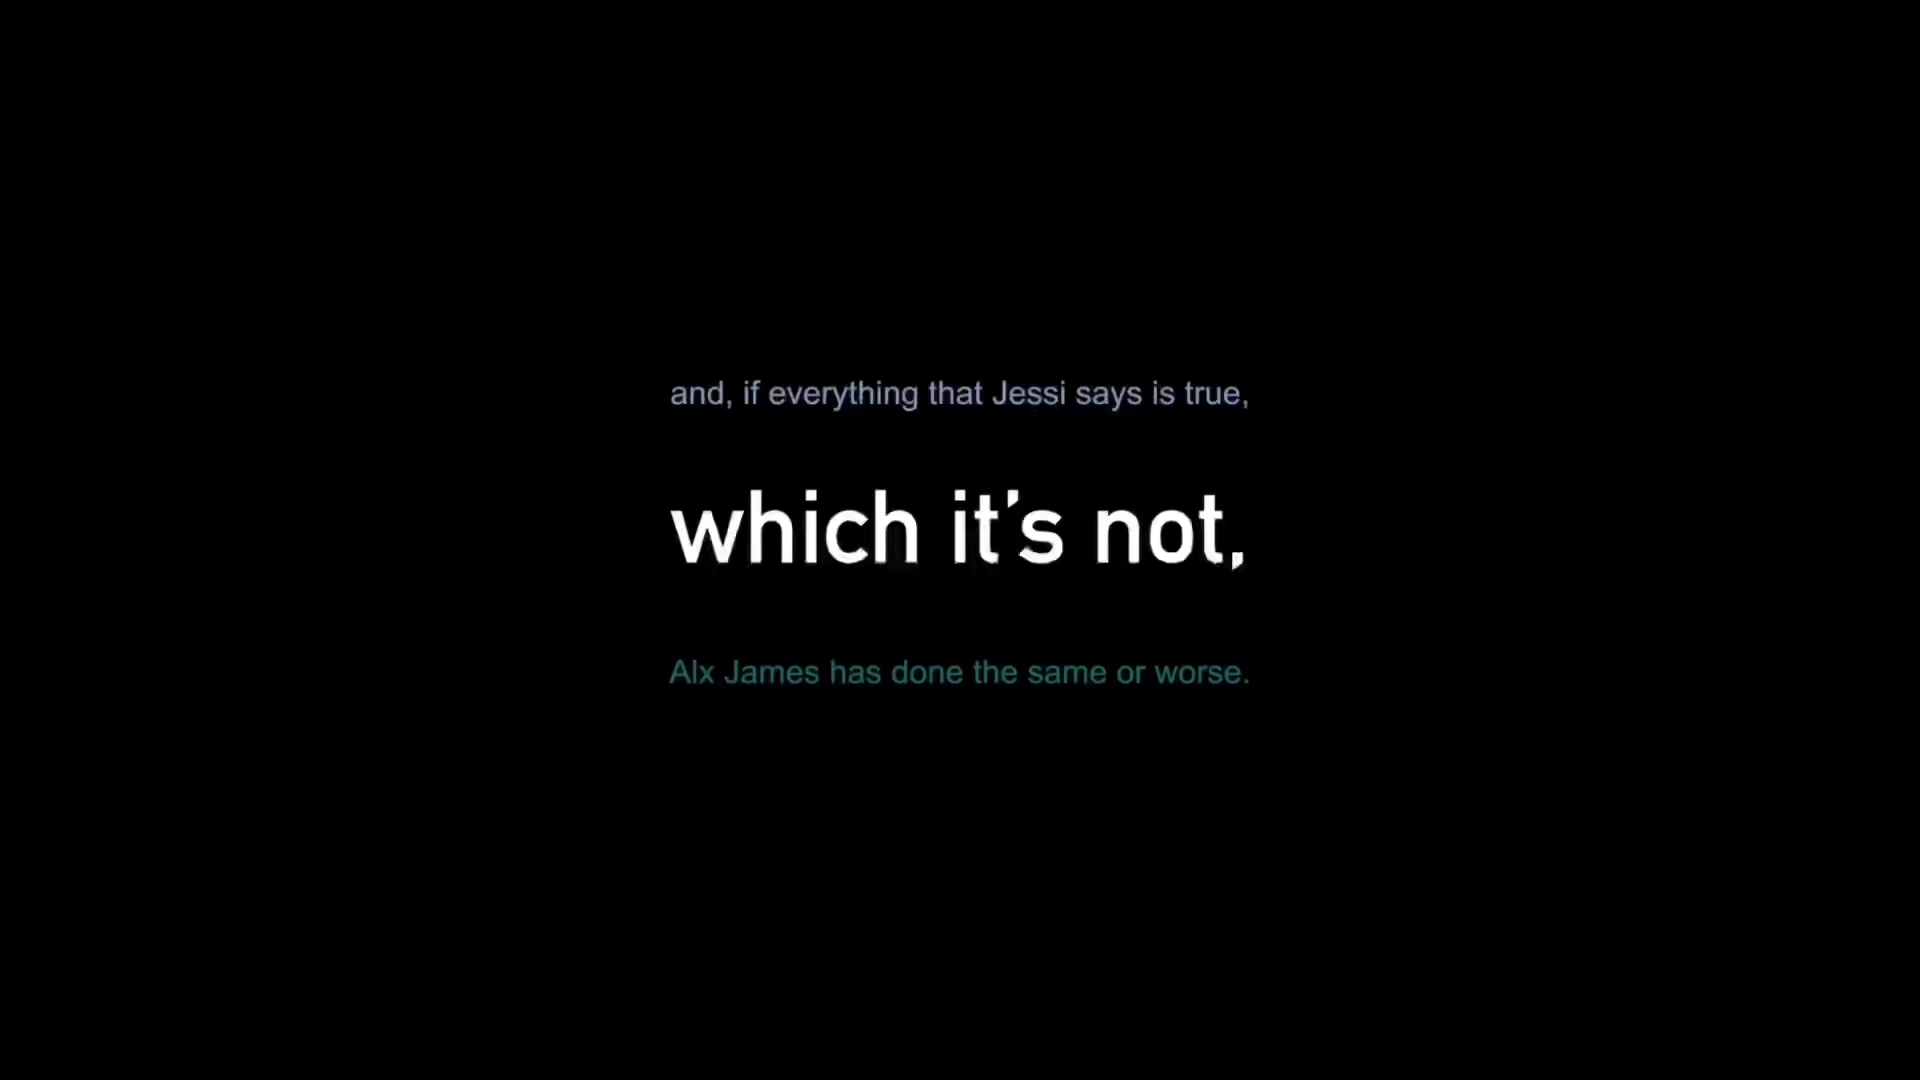 and, if everything that Jessi says is true,
which it's not,
Alx James has done the same or worse.